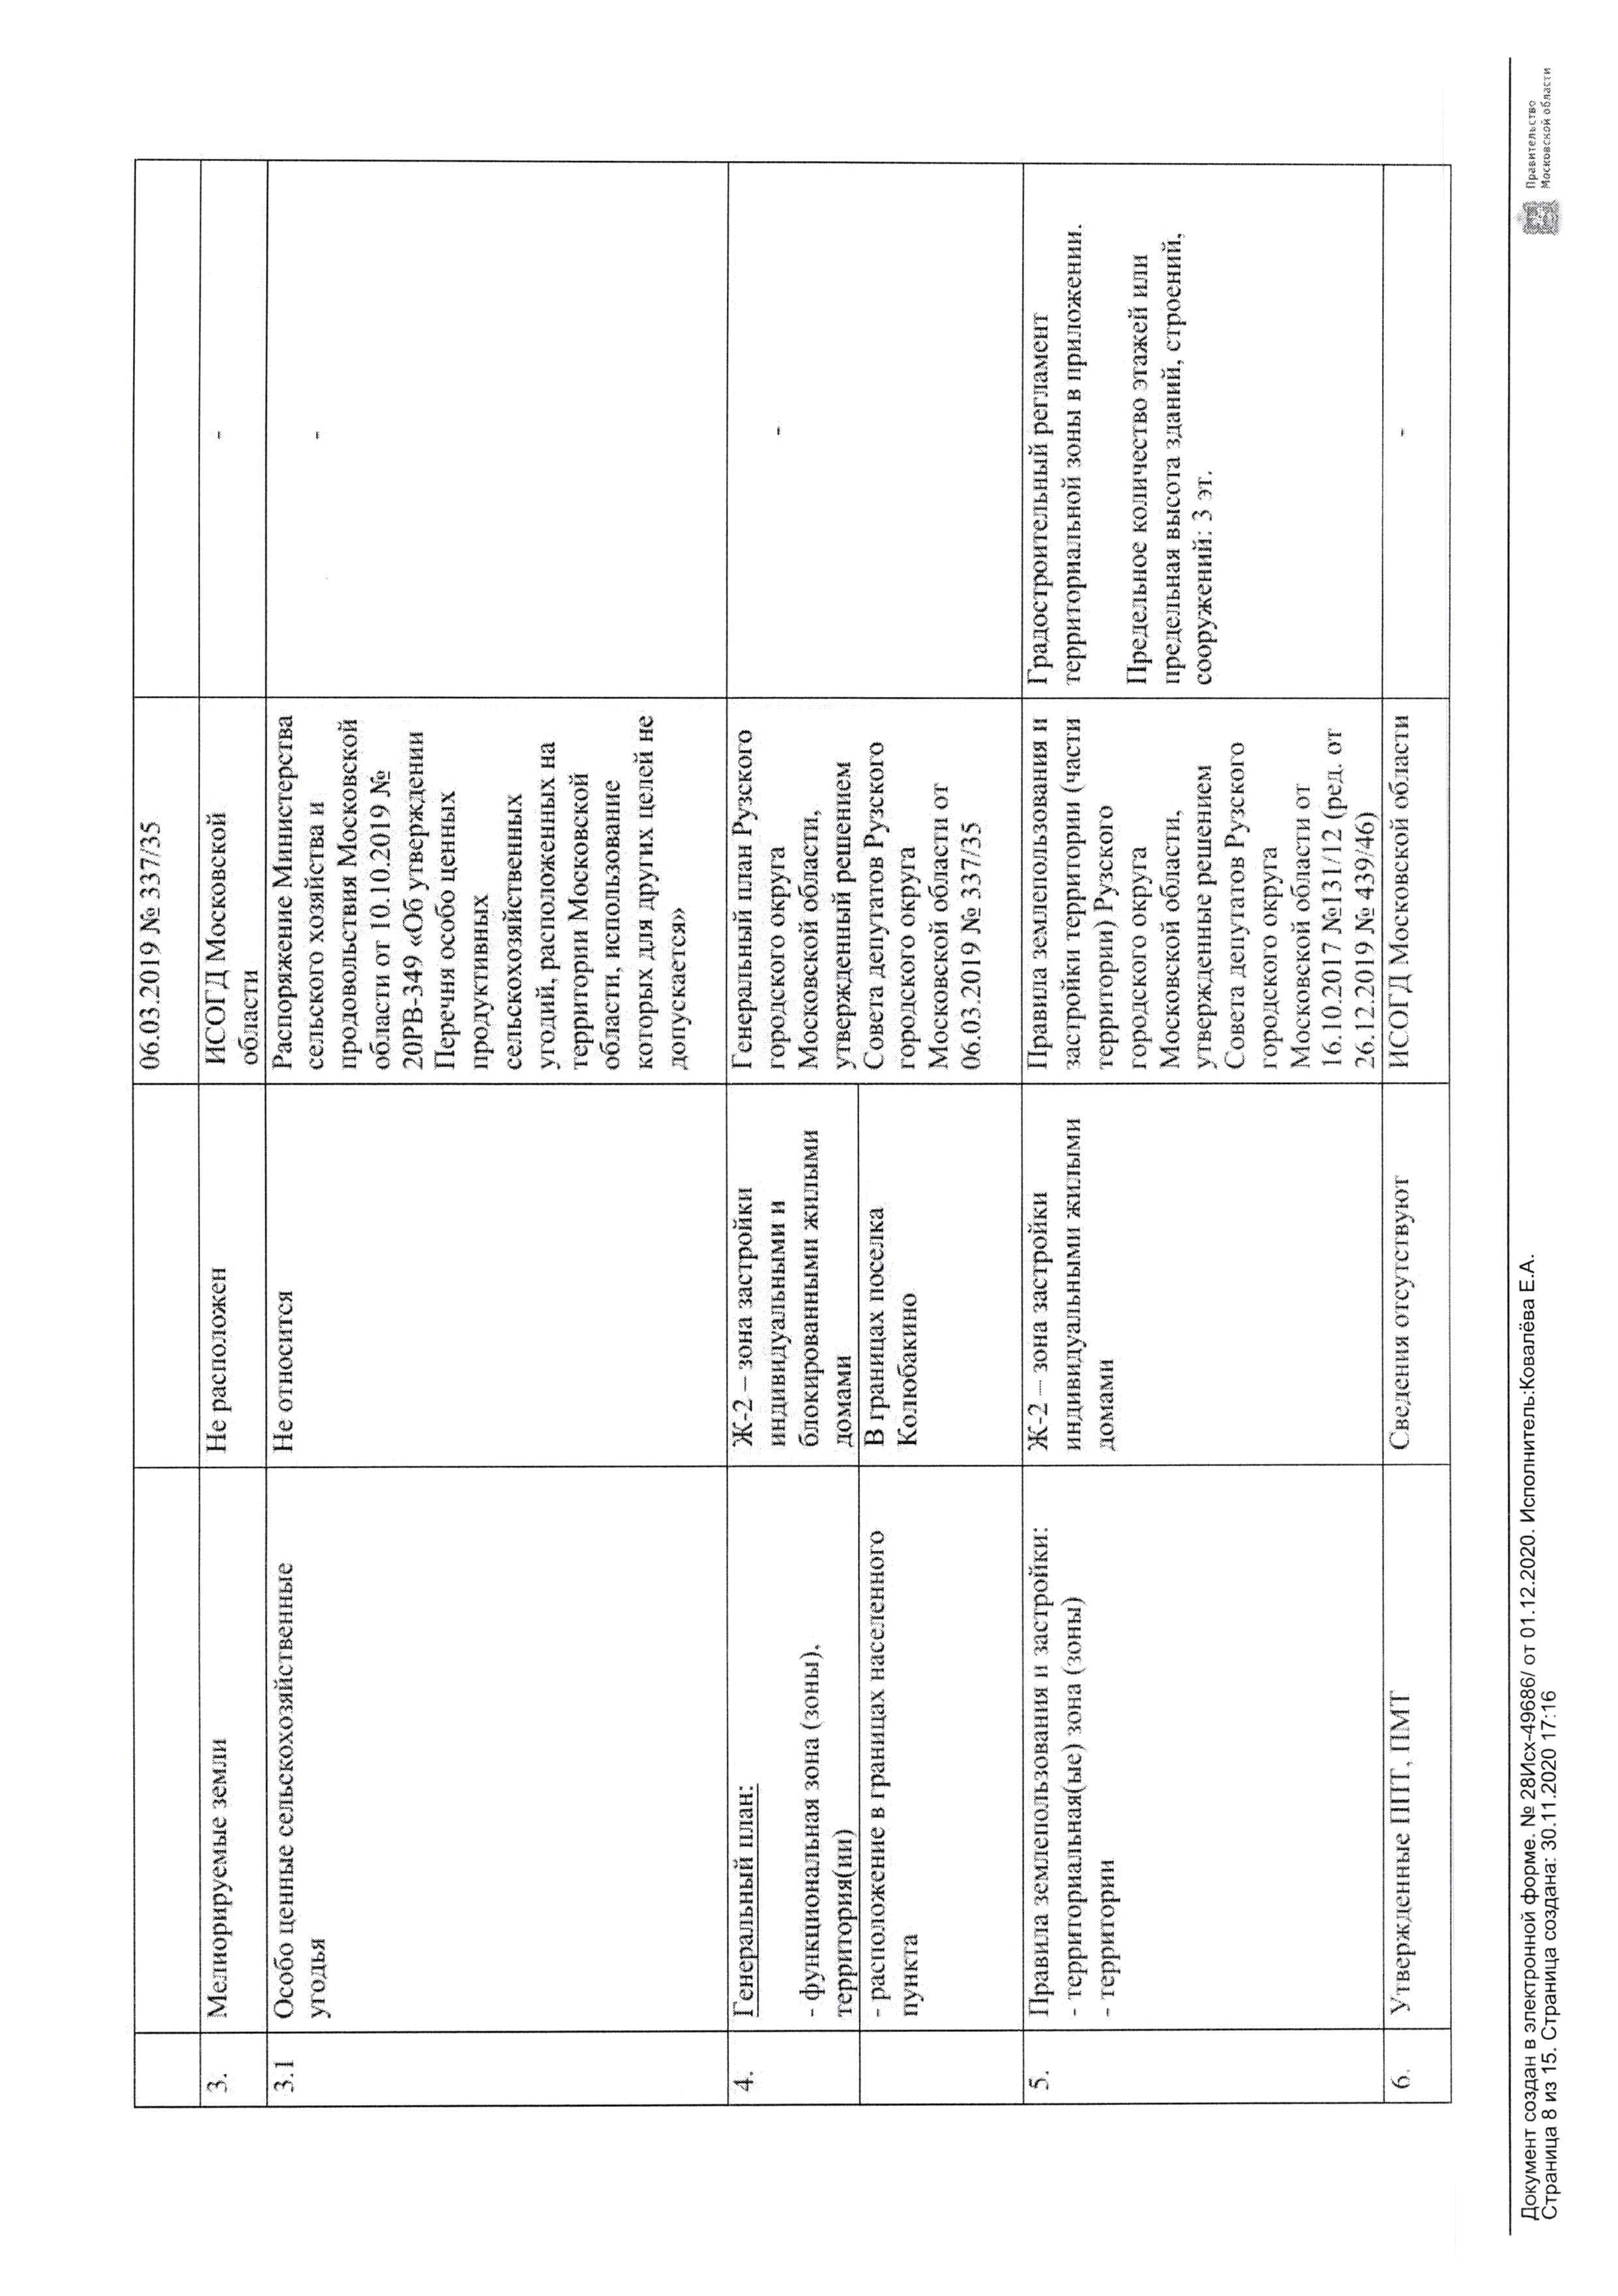 06.03.2019 № 337/35
3.
Мелиорируемые земли
Не расположен
ИСОГД Московской
области
-
3.1
Особо ценные сельскохозяйственные
угодья
Не относится
Распоряжение Министерства
сельского хозяйства и
продовольствия Московской
области от 10.10.2019 №
20РВ-349 «Об утверждении
Перечня особо ценных
продуктивных
сельскохозяйственных
угодий, расположенных на
территории Московской
области, использование
которых для других целей не
допускается»
-
4.
Генеральный план:
- функциональная зона (зоны),
территория(ии)
Ж-2 – зона застройки
индивидуальными и
блокированными жилыми
домами
- расположение в границах населенного
пункта
В границах поселка
Колюбакино
Генеральный план Рузского
городского округа
Московской области,
утвержденный решением
Совета депутатов Рузского
городского округа
Московской области от
06.03.2019 № 337/35
-
5.
Правила землепользования и застройки:
- территориальная(ые) зона (зоны)
- территории
Ж-2 – зона застройки
индивидуальными жилыми
домами
Правила землепользования и
застройки территории (части
территории) Рузского
городского округа
Московской области,
утвержденные решением
Совета депутатов Рузского
городского округа
Московской области от
16.10.2017 №131/12 (ред. от
26.12.2019 № 439/46)
Градостроительный регламент
территориальной зоны в приложении.
Предельное количество этажей или
предельная высота зданий, строений,
сооружений: 3 эт.
6.
Утвержденные ППТ, ПМТ
Сведения отсутствуют
ИСОГД Московской области
-
Документ создан в электронной форме. № 28Исх-49686/ от 01.12.2020. Исполнитель:Ковалёва Е.А.
Страница 8 из 15. Страница создана: 30.11.2020 17:16
Правительство
Московской области